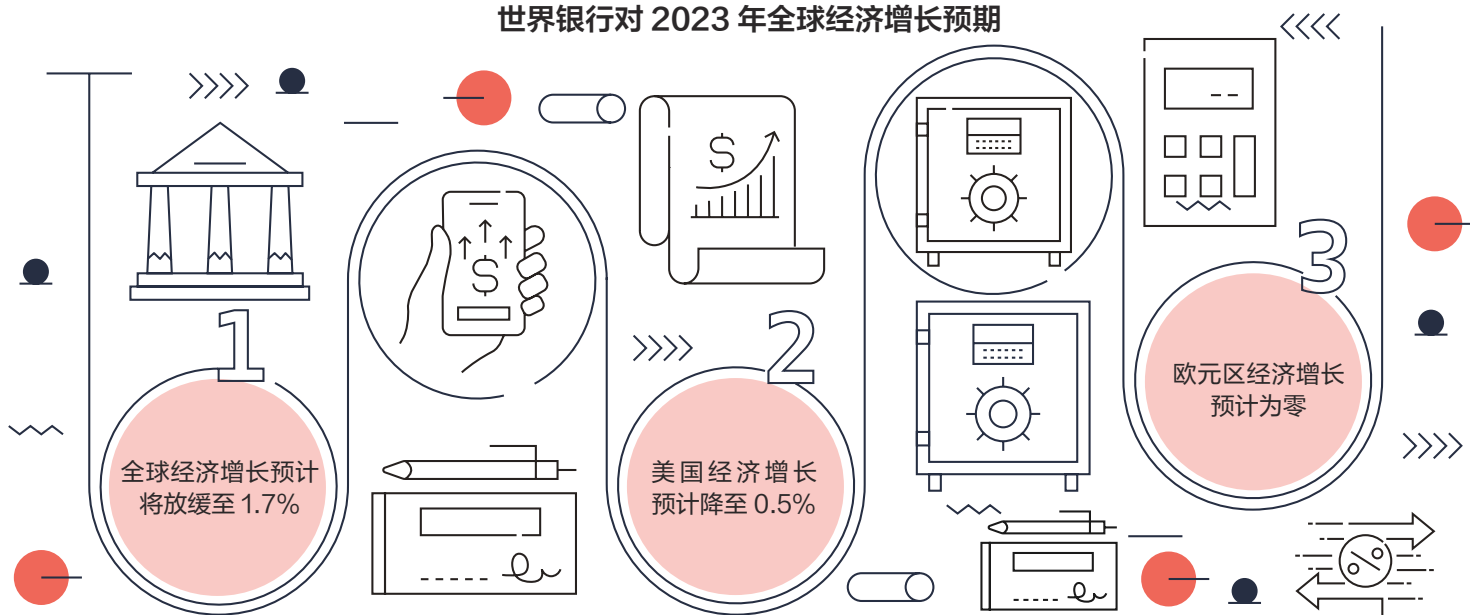 世界银行对 2023 年全球经济增长预期
1
全球经济增长预计
将放缓至 1.7%
2
美国经济增长
预计降至 0.5%
3
欧元区经济增长
预计为零
$
$
%